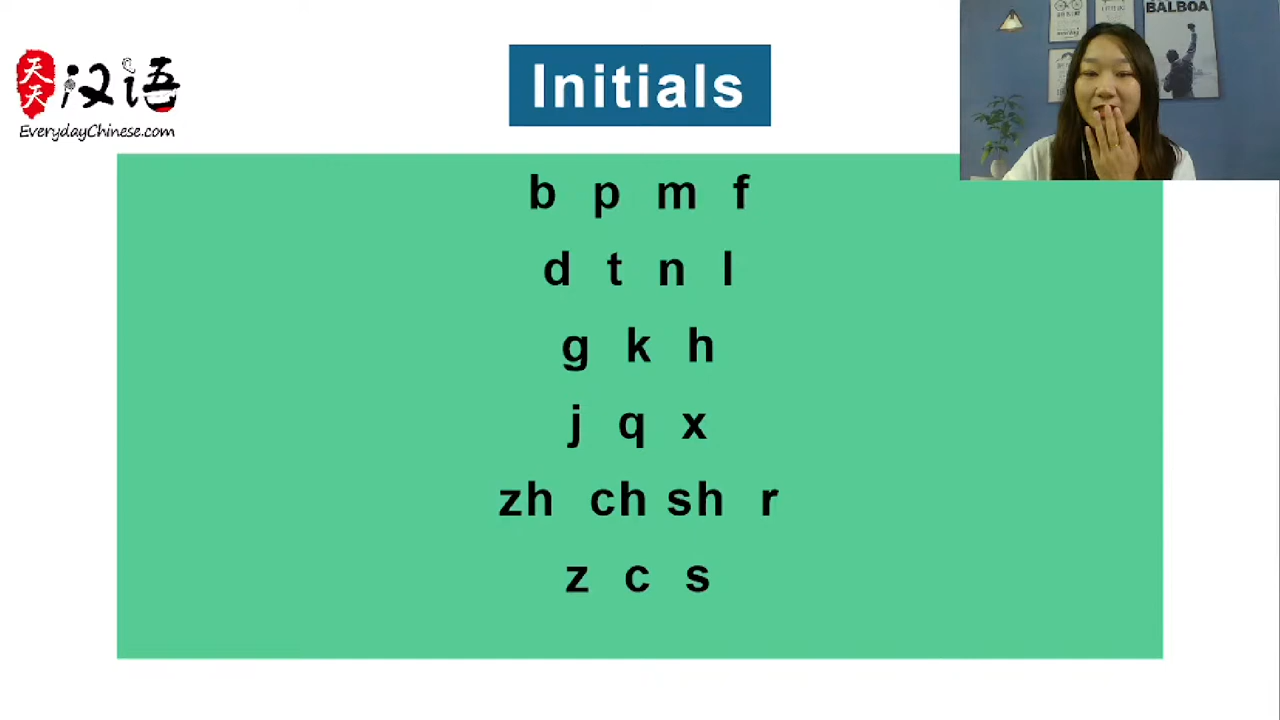 天天汉语
EverydayChinese.com
Initials
BALBOA
b p m f
d t n l
g k h
j q x
zh ch sh r
z c s